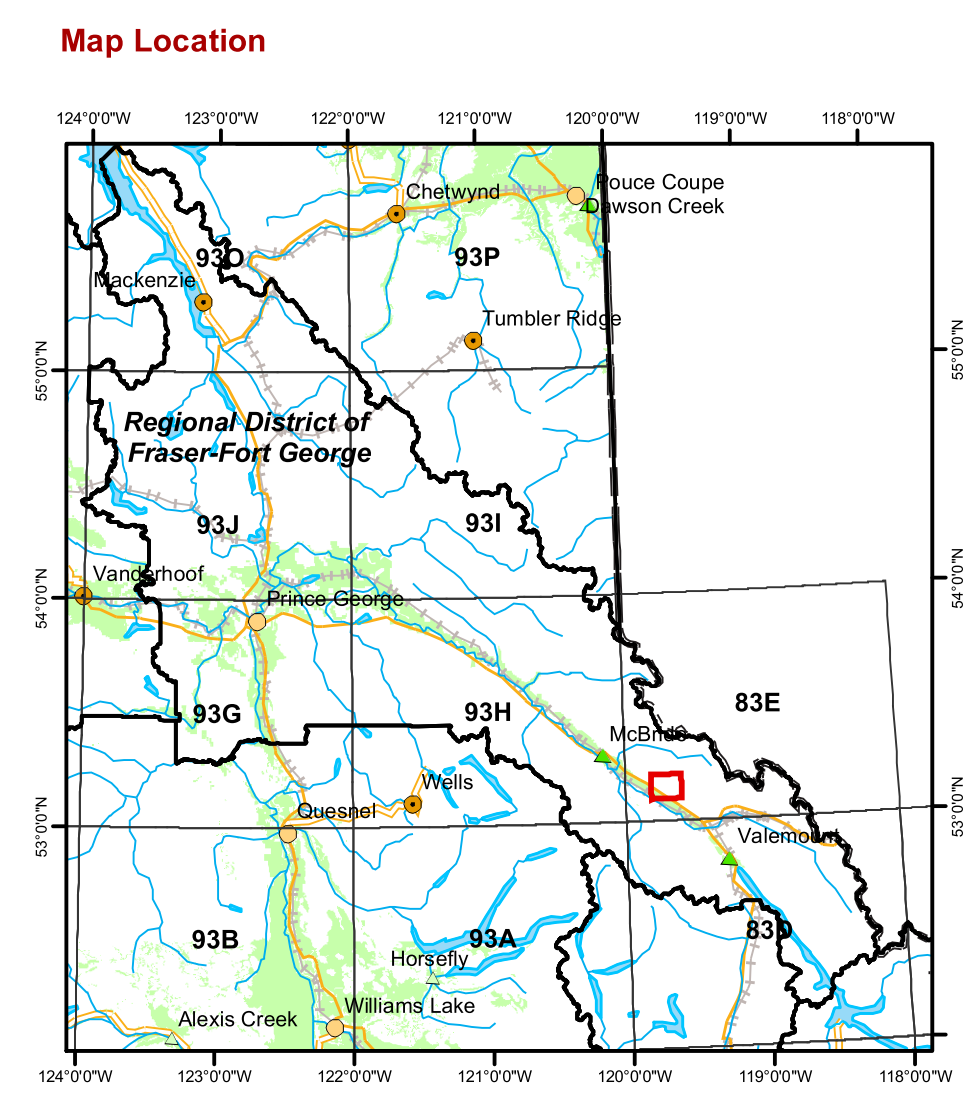 Map Location
124°0'0"W 123°0'0"W 122°0'0"W 121°0'0"W 120°0'0"W 119°0'0"W 118°0'0"W
Pouce Coupe
Chetwynd
Dawson Creek
93O
93P
Mackenzie
Tumbler Ridge
55°0'0"N
55°0'0"N
Regional District of
Fraser-Fort George
93J
93I
Vanderhoof
54°0'0"N
54°0'0"N
Prince George
83E
93G
93H
McBride
Wells
Quesnel
53°0'0"N
53°0'0"N
Valemount
93B
93A
83D
Horsefly
Williams Lake
Alexis Creek
124°0'0"W 123°0'0"W 122°0'0"W 121°0'0"W 120°0'0"W 119°0'0"W 118°0'0"W